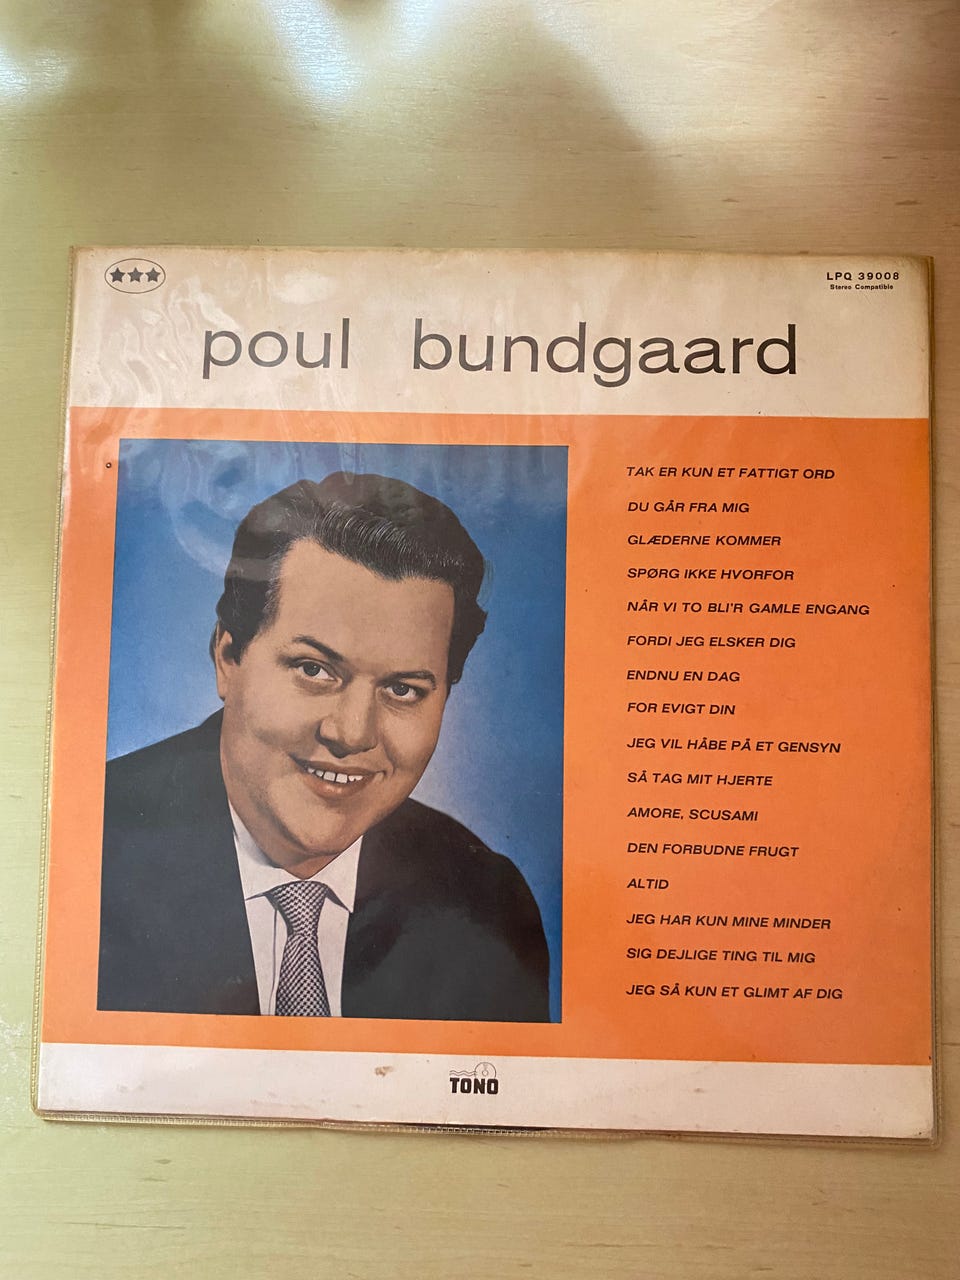 LPQ 39008
Stereo Compatible
poul bundgaard
TAK ER KUN ET FATTIGT ORD
DU GÅR FRA MIG
GLÆDERNE KOMMER
SPØRG IKKE HVORFOR
NÅR VI TO BLI'R GAMLE ENGANG
FORDI JEG ELSKER DIG
ENDNU EN DAG
FOR EVIGT DIN
JEG VIL HÅBE PÅ ET GENSYN
SÅ TAG MIT HJERTE
AMORE, SCUSAMI
DEN FORBUDNE FRUGT
ALTID
JEG HAR KUN MINE MINDER
SIG DEJLIGE TING TIL MIG
JEG SÅ KUN ET GLIMT AF DIG
TONO